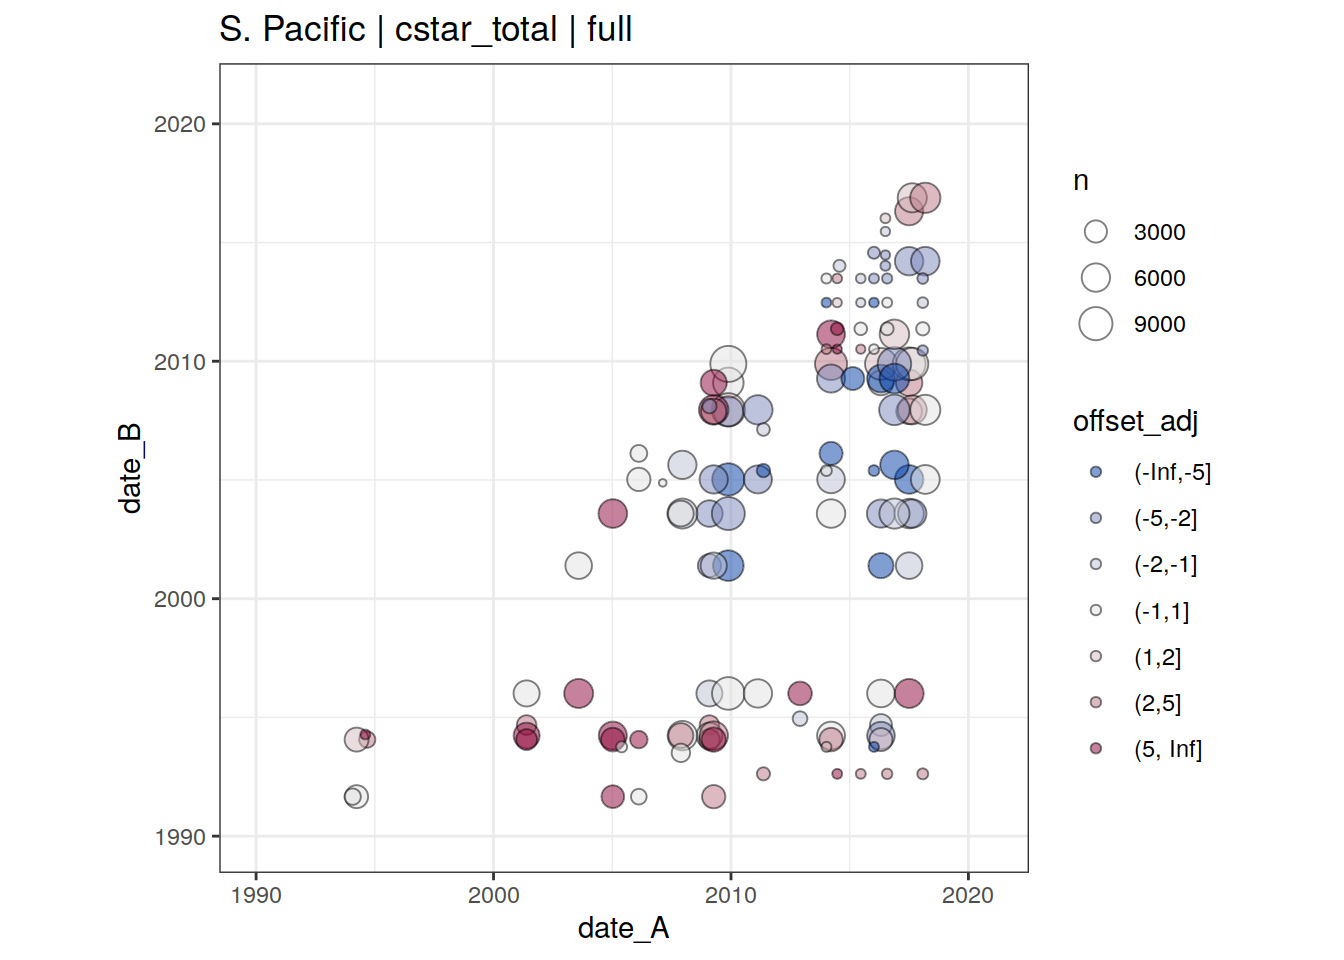 S. Pacific | cstar_total | full
2020
2010
2000
1990
1990
2000
2010
2020
date_A
date_B
n
3000
6000
9000
offset_adj
(-Inf,-5]
(-5,-2]
(-2,-1]
(-1,1]
(1,2]
(2,5]
(5, Inf]